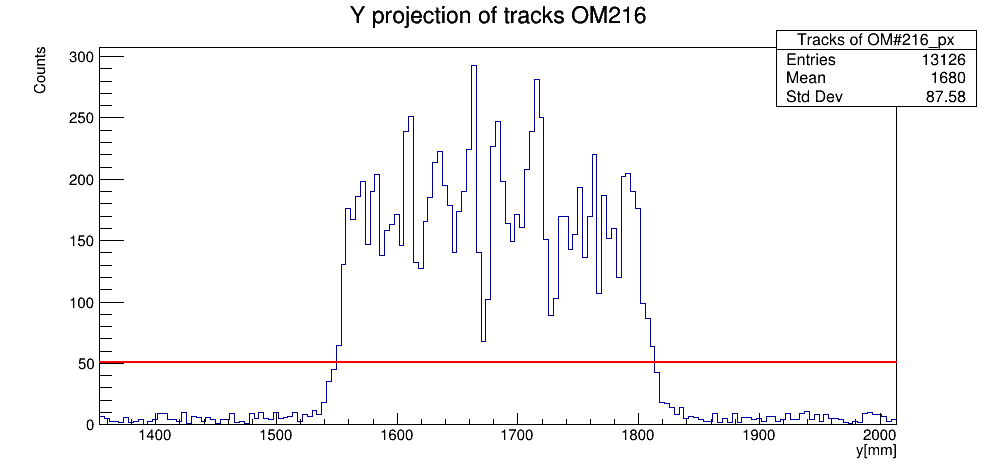 Y projection of tracks OM216
Tracks of OM#216_px
Entries 13126
Mean 1680
Std Dev 87.58
Counts
300
250
200
150
100
50
0
1400 1500 1600 1700 1800 1900 2000
y[mm]